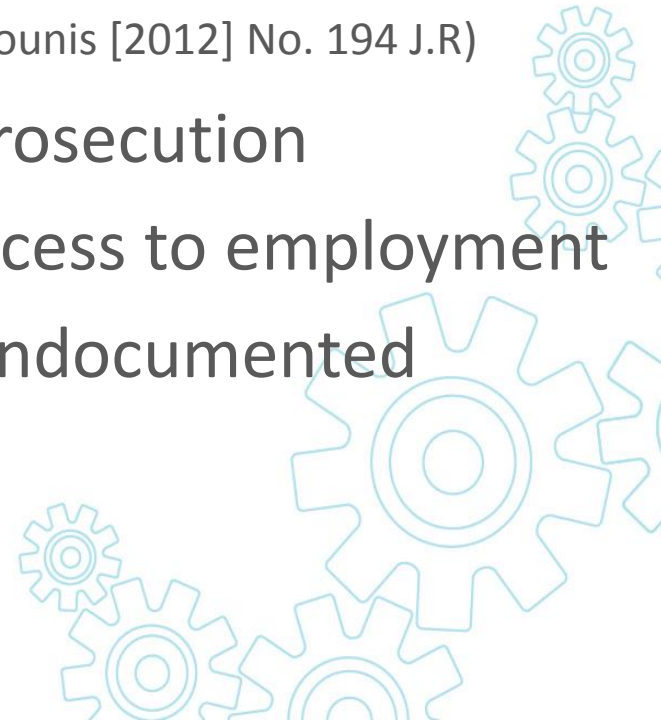 ounis [2012] No. 194 J.R)
rosecution
cess to employment
ndocumented